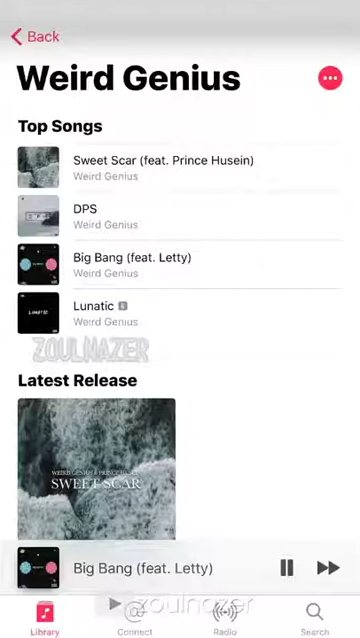 Back
Weird Genius
Top Songs
Sweet Scar (feat. Prince Husein)
Weird Genius
DPS
Weird Genius
Big Bang (feat. Letty)
Weird Genius
LUNATIC
Lunatic E
Weird Genius
ZOULNAZER
Latest Release
WEIRD GENIUS & PRINCE HUSEIN
SWEET SCAR
Big Bang (feat. Letty)
zoulnazer
Library
Connect
Radio
Search